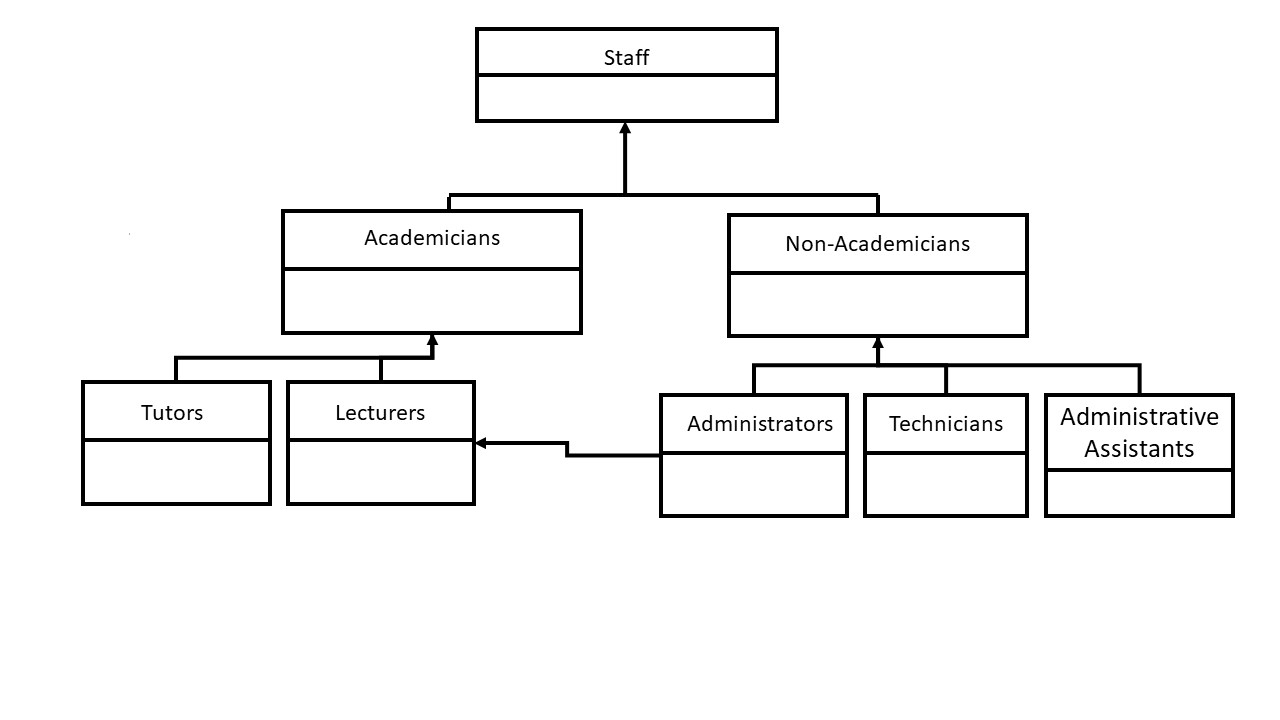 Staff
Academicians
Non-Academicians
Tutors
Lecturers
Administrators
Technicians
Administrative
Assistants